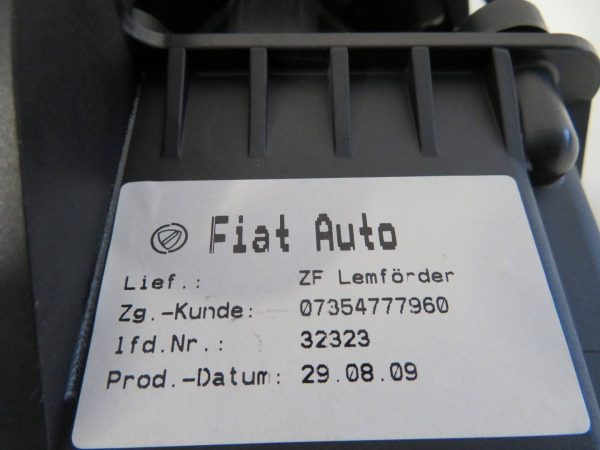 Fiat Auto
Lief.: ZF Lemförder
Zg.-Kunde: 07354777960
lfd.Nr.: 32323
Prod.-Datum: 29.08.09